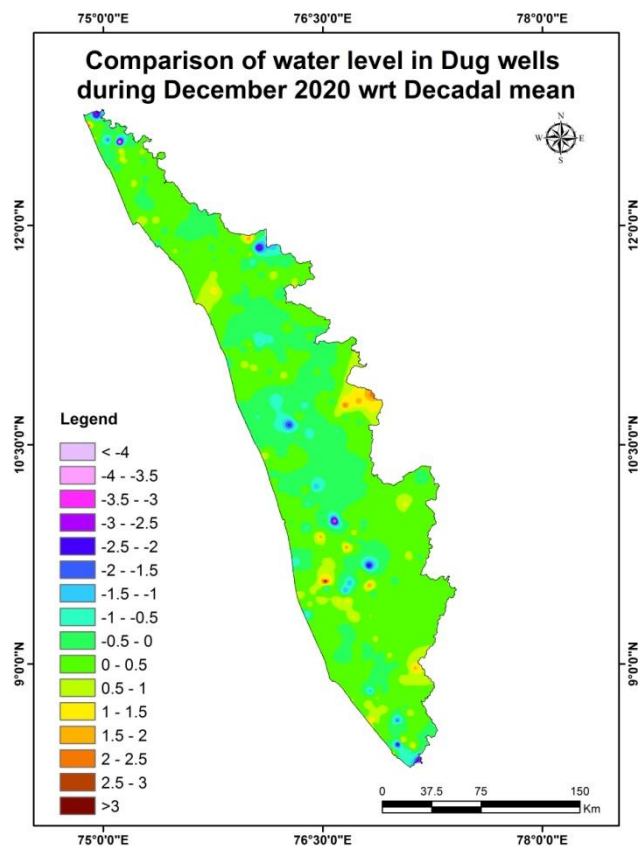 75°0'0"E 76°30'0"E 78°0'0"E
Comparison of water level in Dug wells
during December 2020 wrt Decadal mean
N
W E
S
12°0'0"N 12°0'0"N
10°30'0"N 10°30'0"N
9°0'0"N 9°0'0"N
Legend
< -4
-4 - -3.5
-3.5 - -3
-3 - -2.5
-2.5 - -2
-2 - -1.5
-1.5 - -1
-1 - -0.5
-0.5 - 0
0 - 0.5
0.5 - 1
1 - 1.5
1.5 - 2
2 - 2.5
2.5 - 3
>3
0 37.5 75 150
Km
75°0'0"E 76°30'0"E 78°0'0"E